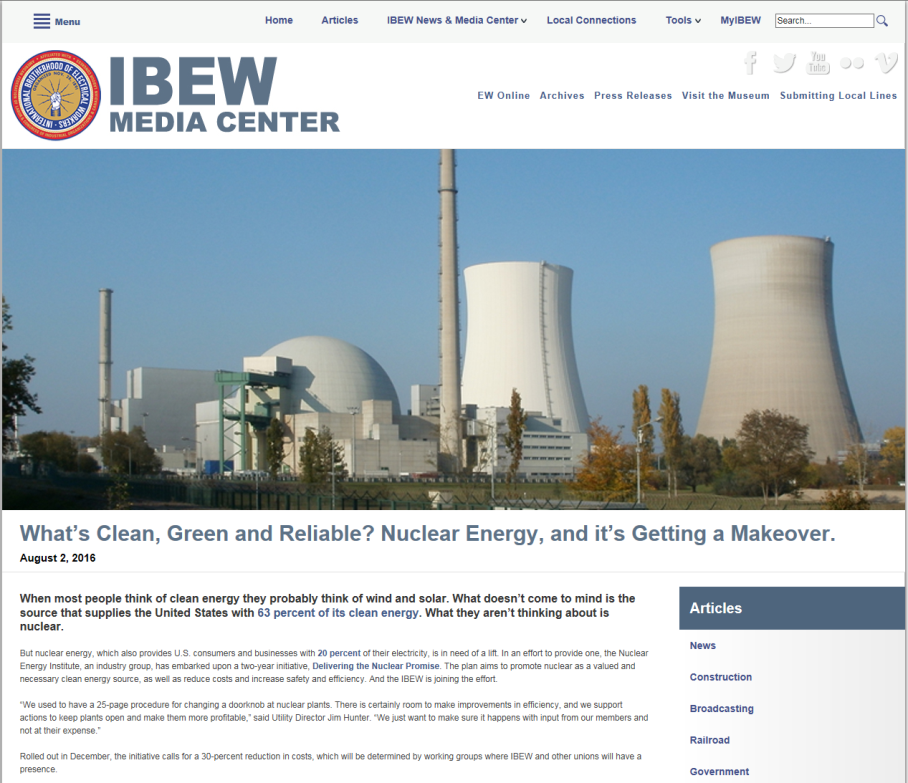 Menu
Home Articles IBEW News & Media Center Local Connections Tools MyIBEW Search...
You
Tube
INTERNATIONAL BROTHERHOOD OF ELECTRICAL WORKERS
IBEW
MEDIA CENTER
EW Online Archives Press Releases Visit the Museum Submitting Local Lines
What's Clean, Green and Reliable? Nuclear Energy, and it's Getting a Makeover.
August 2, 2016
When most people think of clean energy they probably think of wind and solar. What doesn't come to mind is the
source that supplies the United States with 63 percent of its clean energy. What they aren't thinking about is
nuclear.
But nuclear energy, which also provides U.S. consumers and businesses with 20 percent of their electricity, is in need of a lift. In an effort to provide one, the Nuclear
Energy Institute, an industry group, has embarked upon a two-year initiative, Delivering the Nuclear Promise. The plan aims to promote nuclear as a valued and
necessary clean energy source, as well as reduce costs and increase safety and efficiency. And the IBEW is joining the effort.
“We used to have a 25-page procedure for changing a doorknob at nuclear plants. There is certainly room to make improvements in efficiency, and we support
actions to keep plants open and make them more profitable,” said Utility Director Jim Hunter. “We just want to make sure it happens with input from our members and
not at their expense.”
Rolled out in December, the initiative calls for a 30-percent reduction in costs, which will be determined by working groups where IBEW and other unions will have a
presence.
Articles
News
Construction
Broadcasting
Railroad
Government